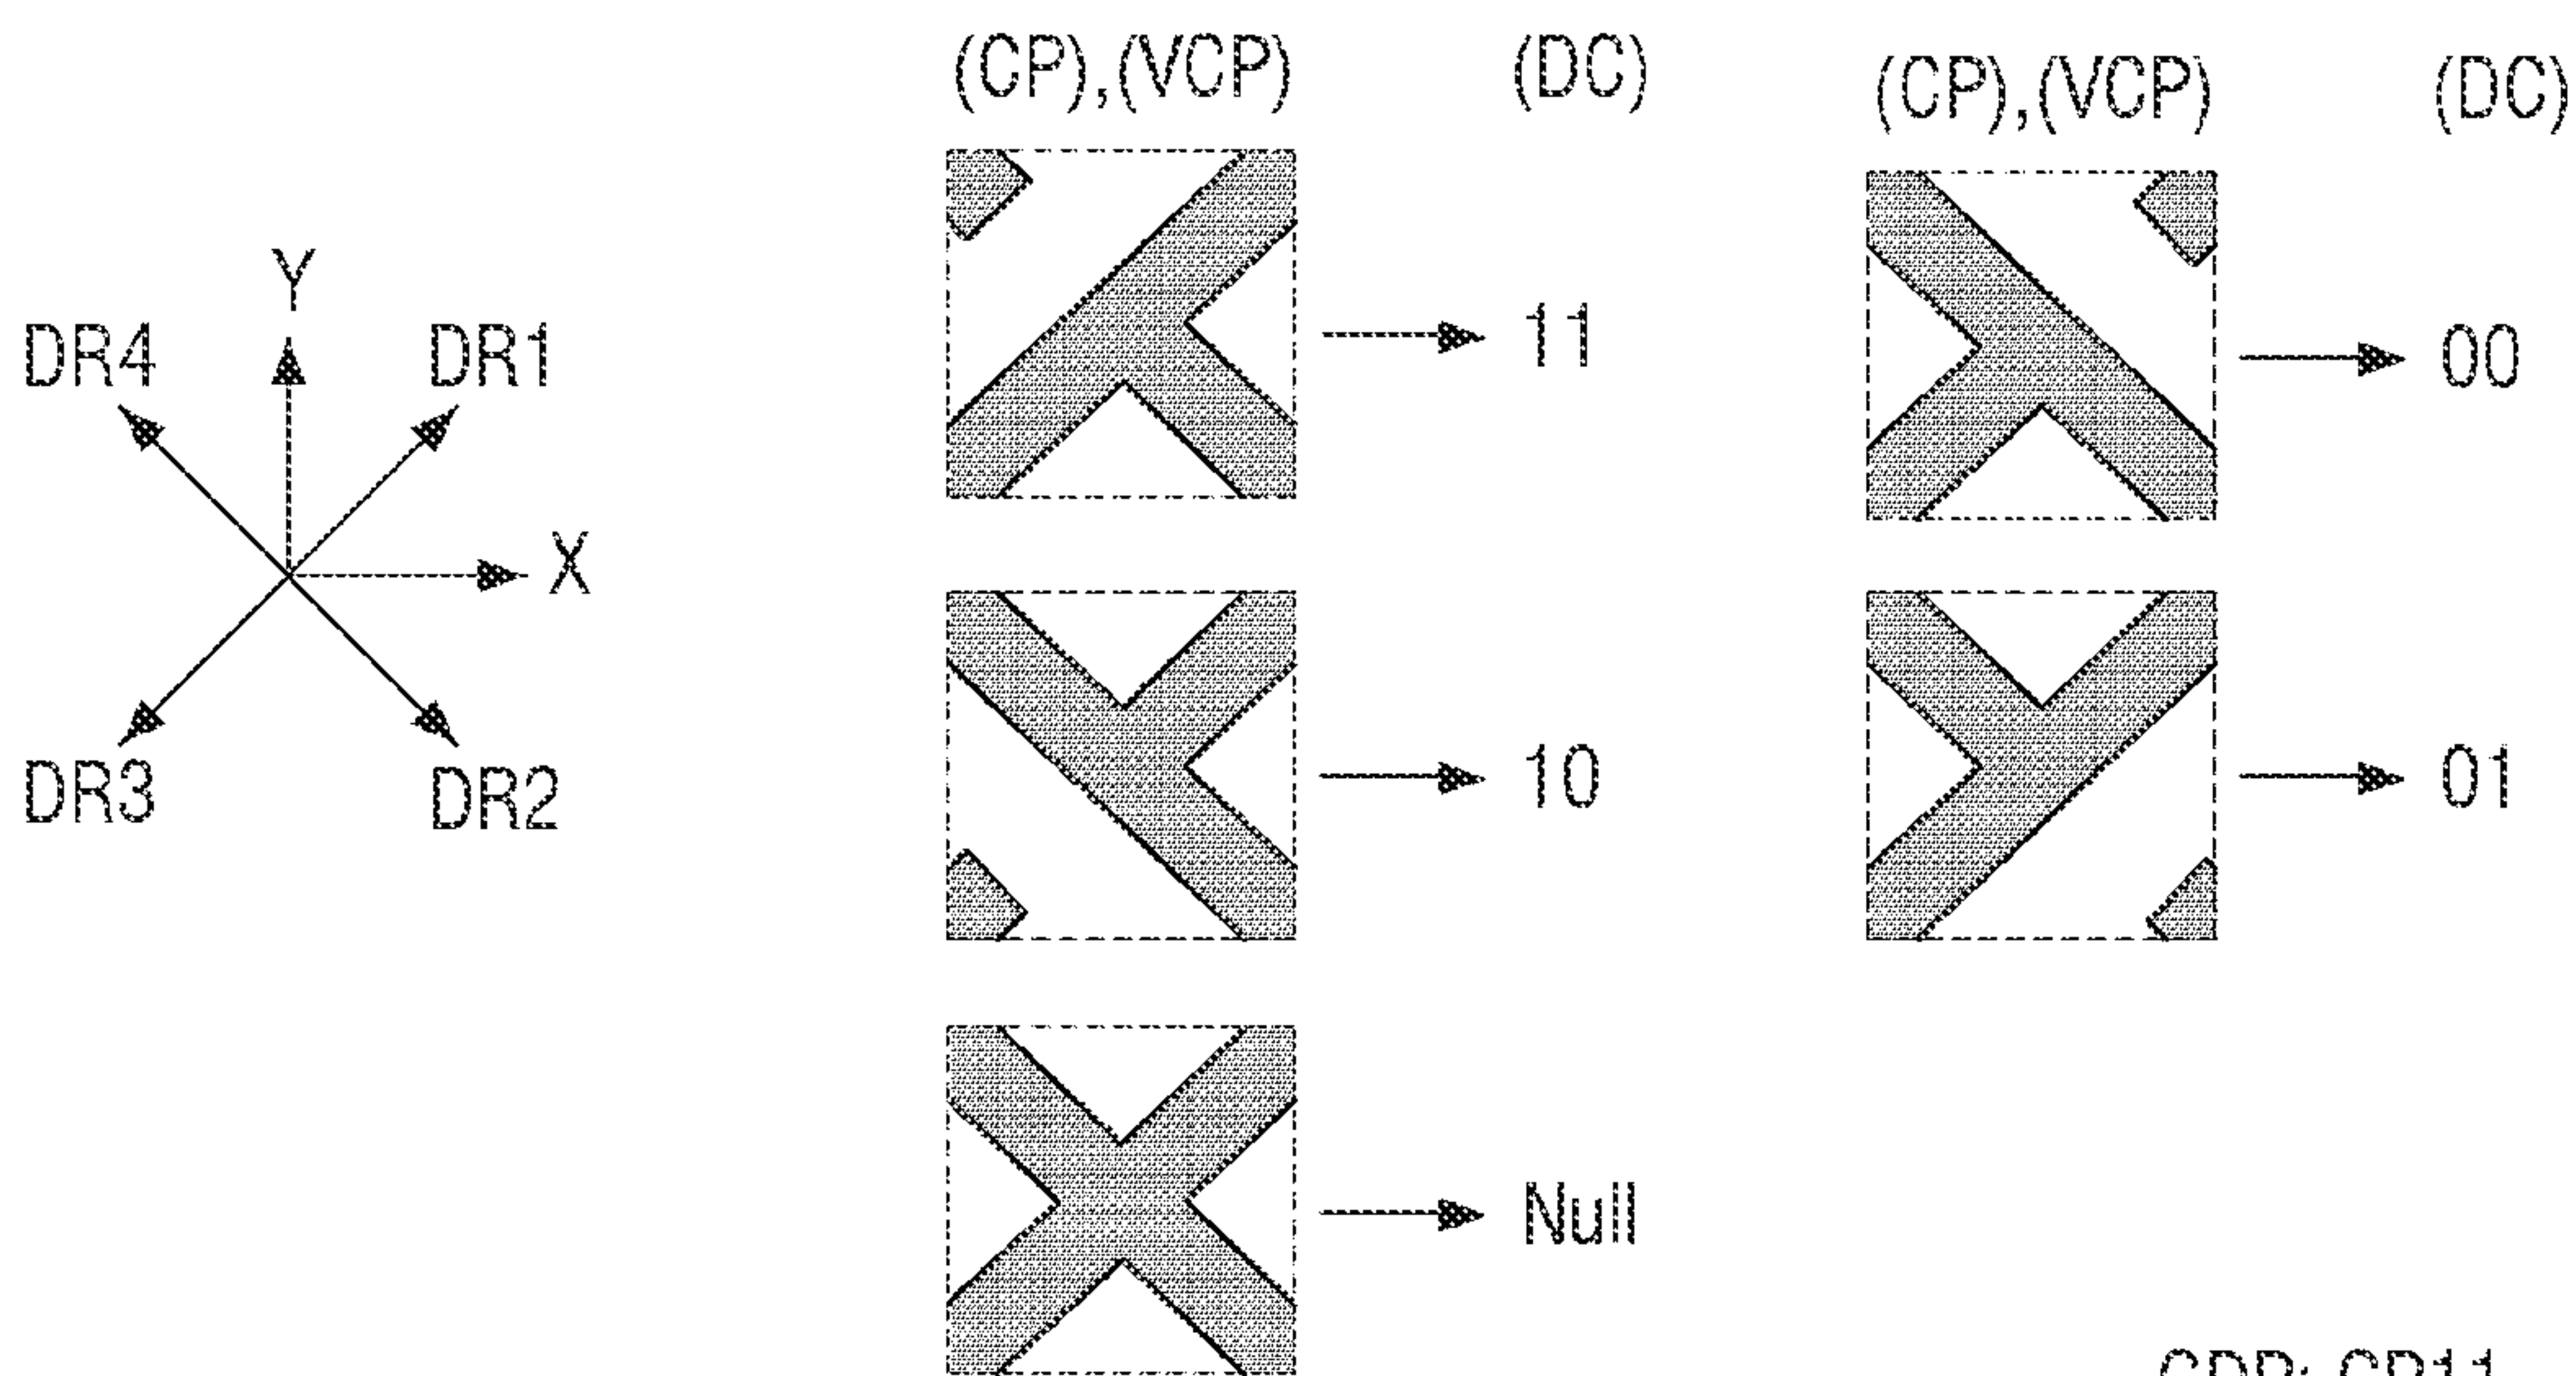 (CP),(VCP) (DC) (CP),(VCP) (DC)
Y
DR4 DR1
11 00
X
DR3 DR2
10 01
Null